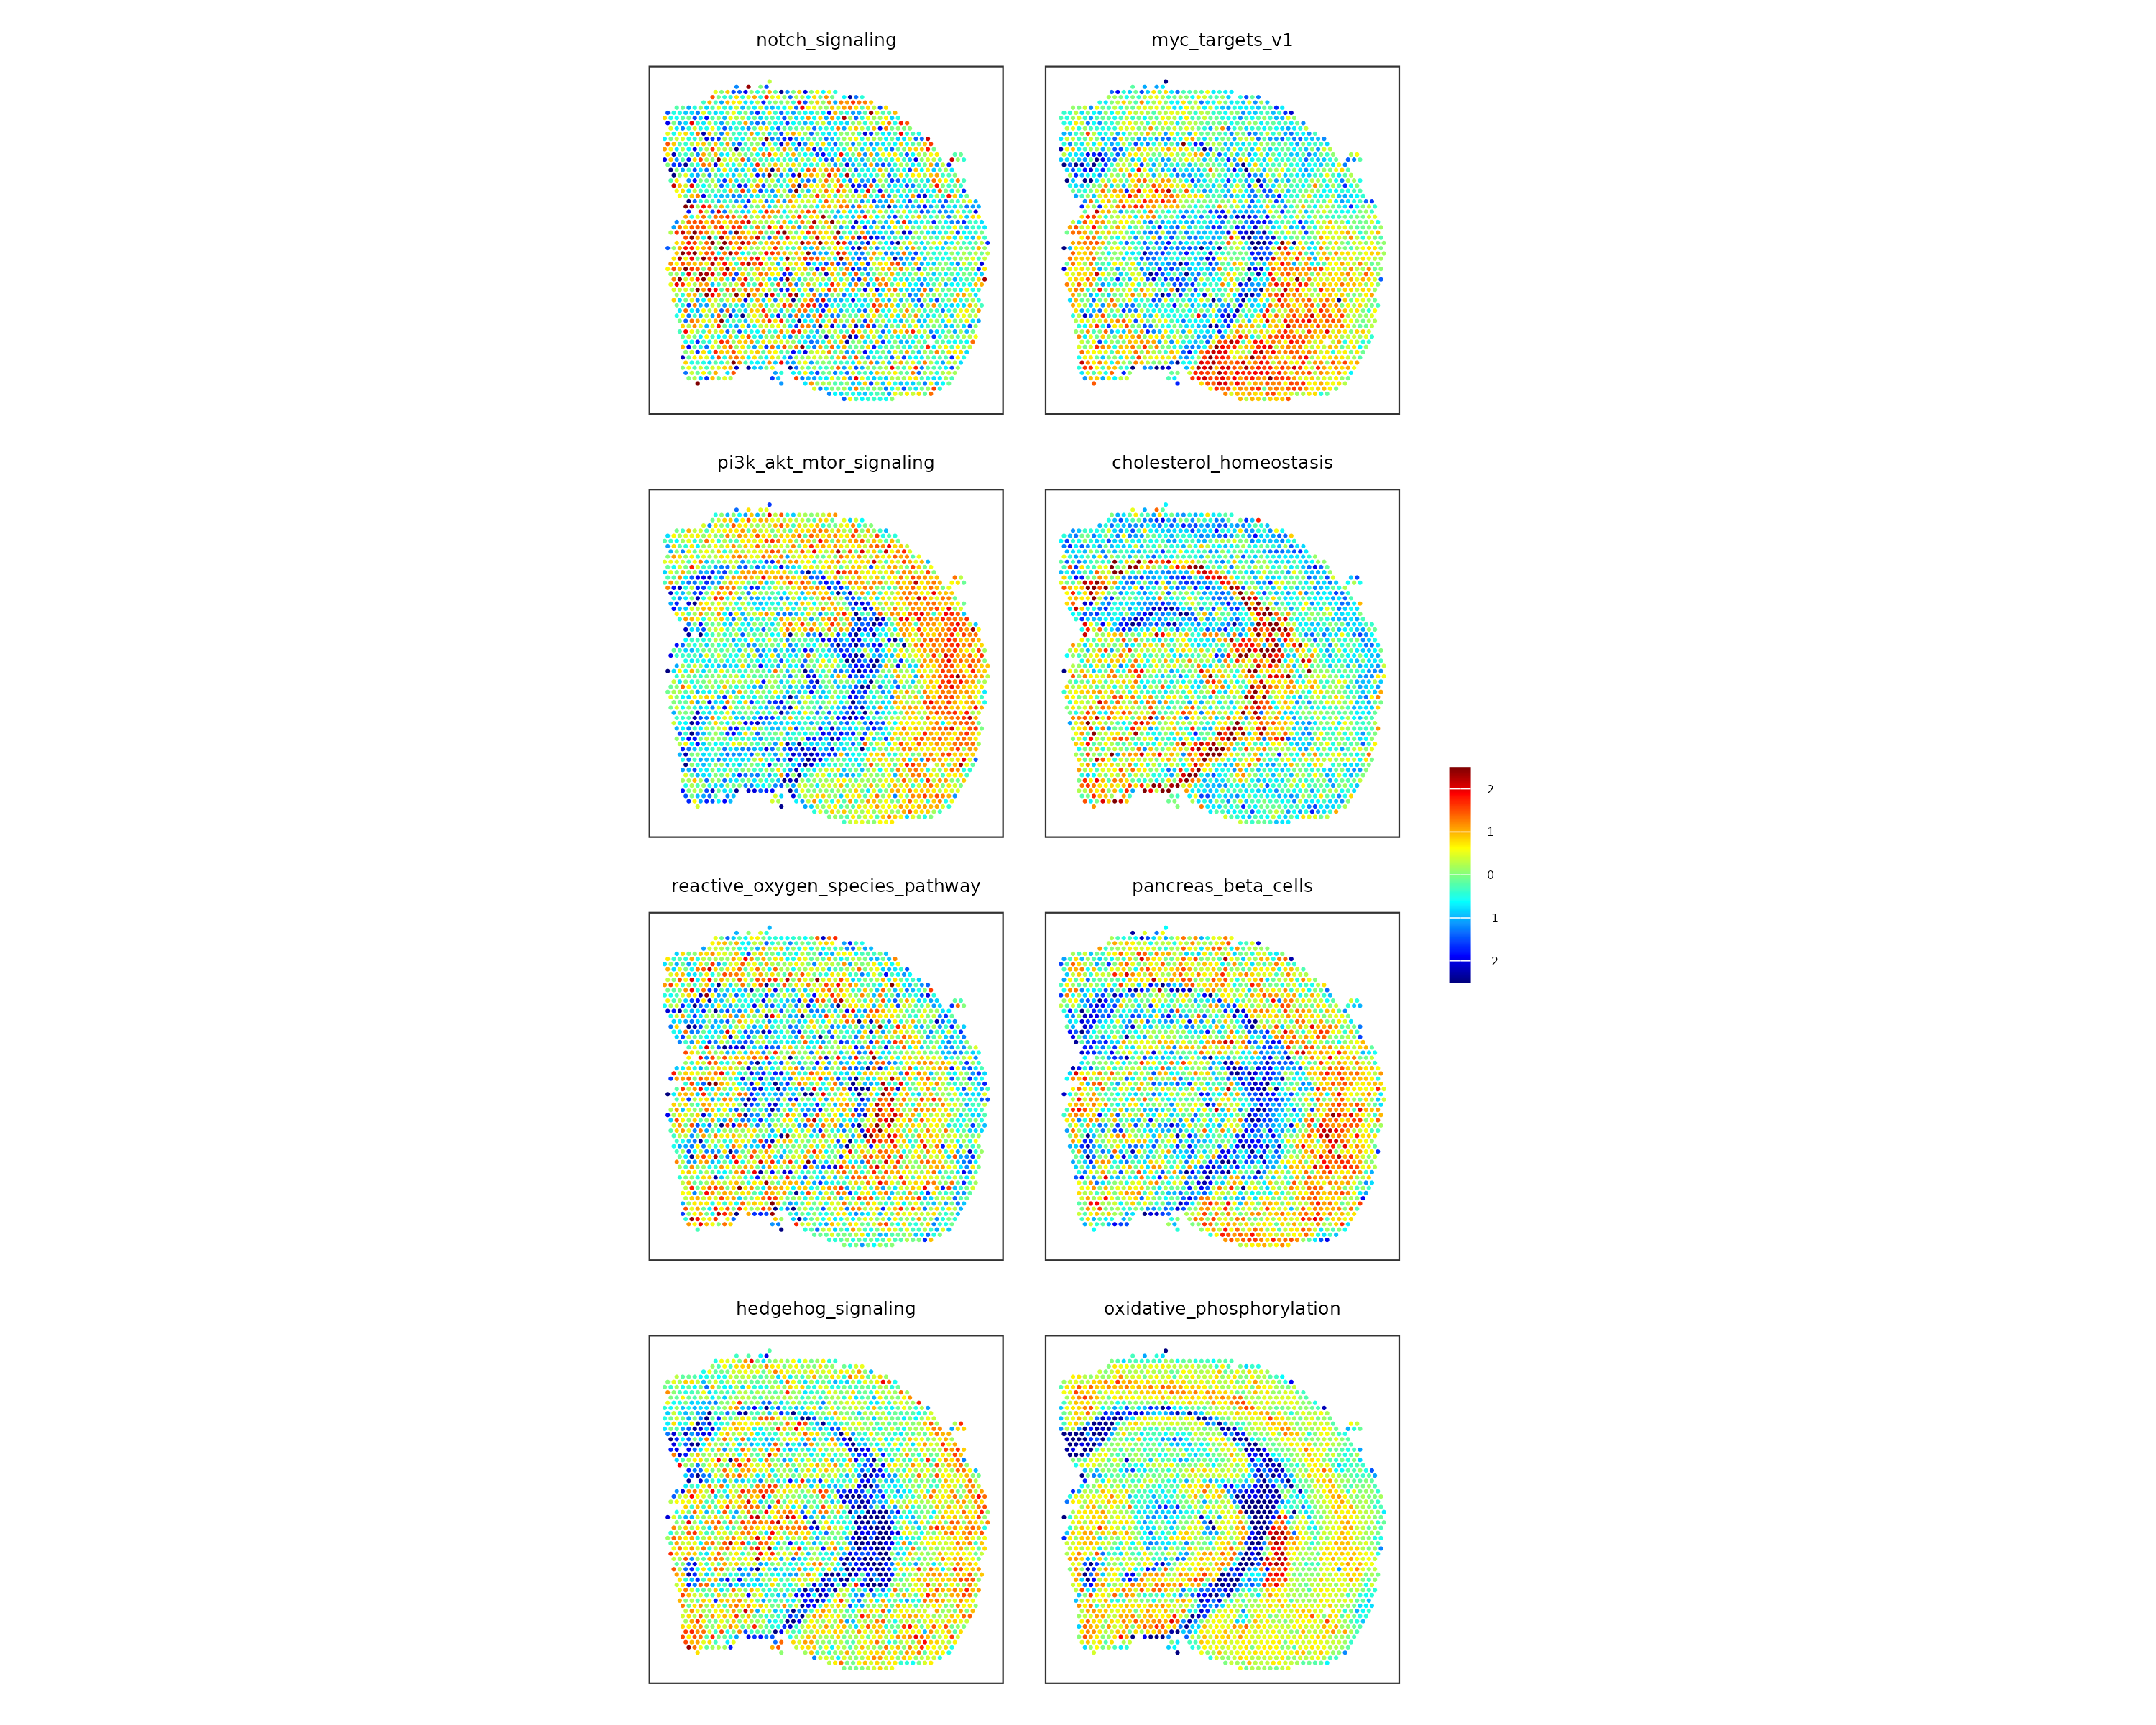 notch_signaling
myc_targets_v1
pi3k_akt_mtor_signaling
cholesterol_homeostasis
reactive_oxygen_species_pathway
pancreas_beta_cells
hedgehog_signaling
oxidative_phosphorylation
2
1
0
-1
-2